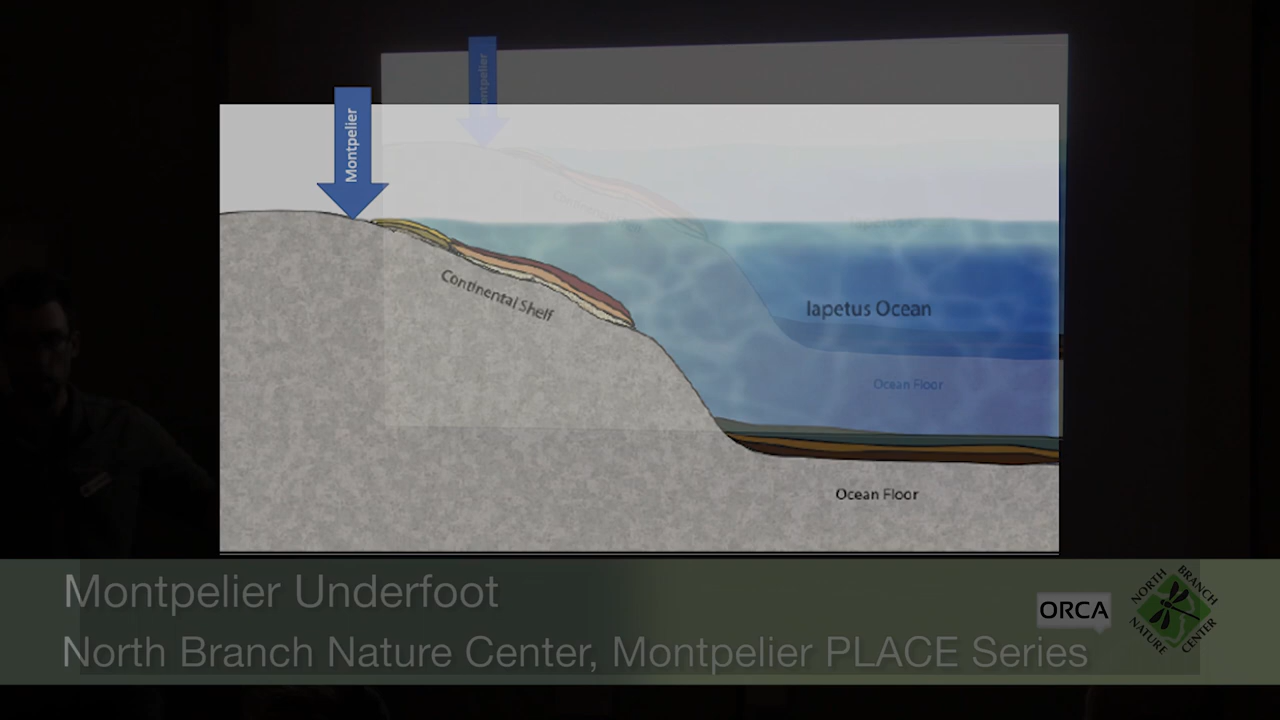 Montpelier
Montpelier
Continental Shelf
Iapetus Ocean
Ocean Floor
Ocean Floor
Montpelier Underfoot
North Branch Nature Center, Montpelier PLACE Series
ORCA
NORTH BRANCH
NATURE CENTER